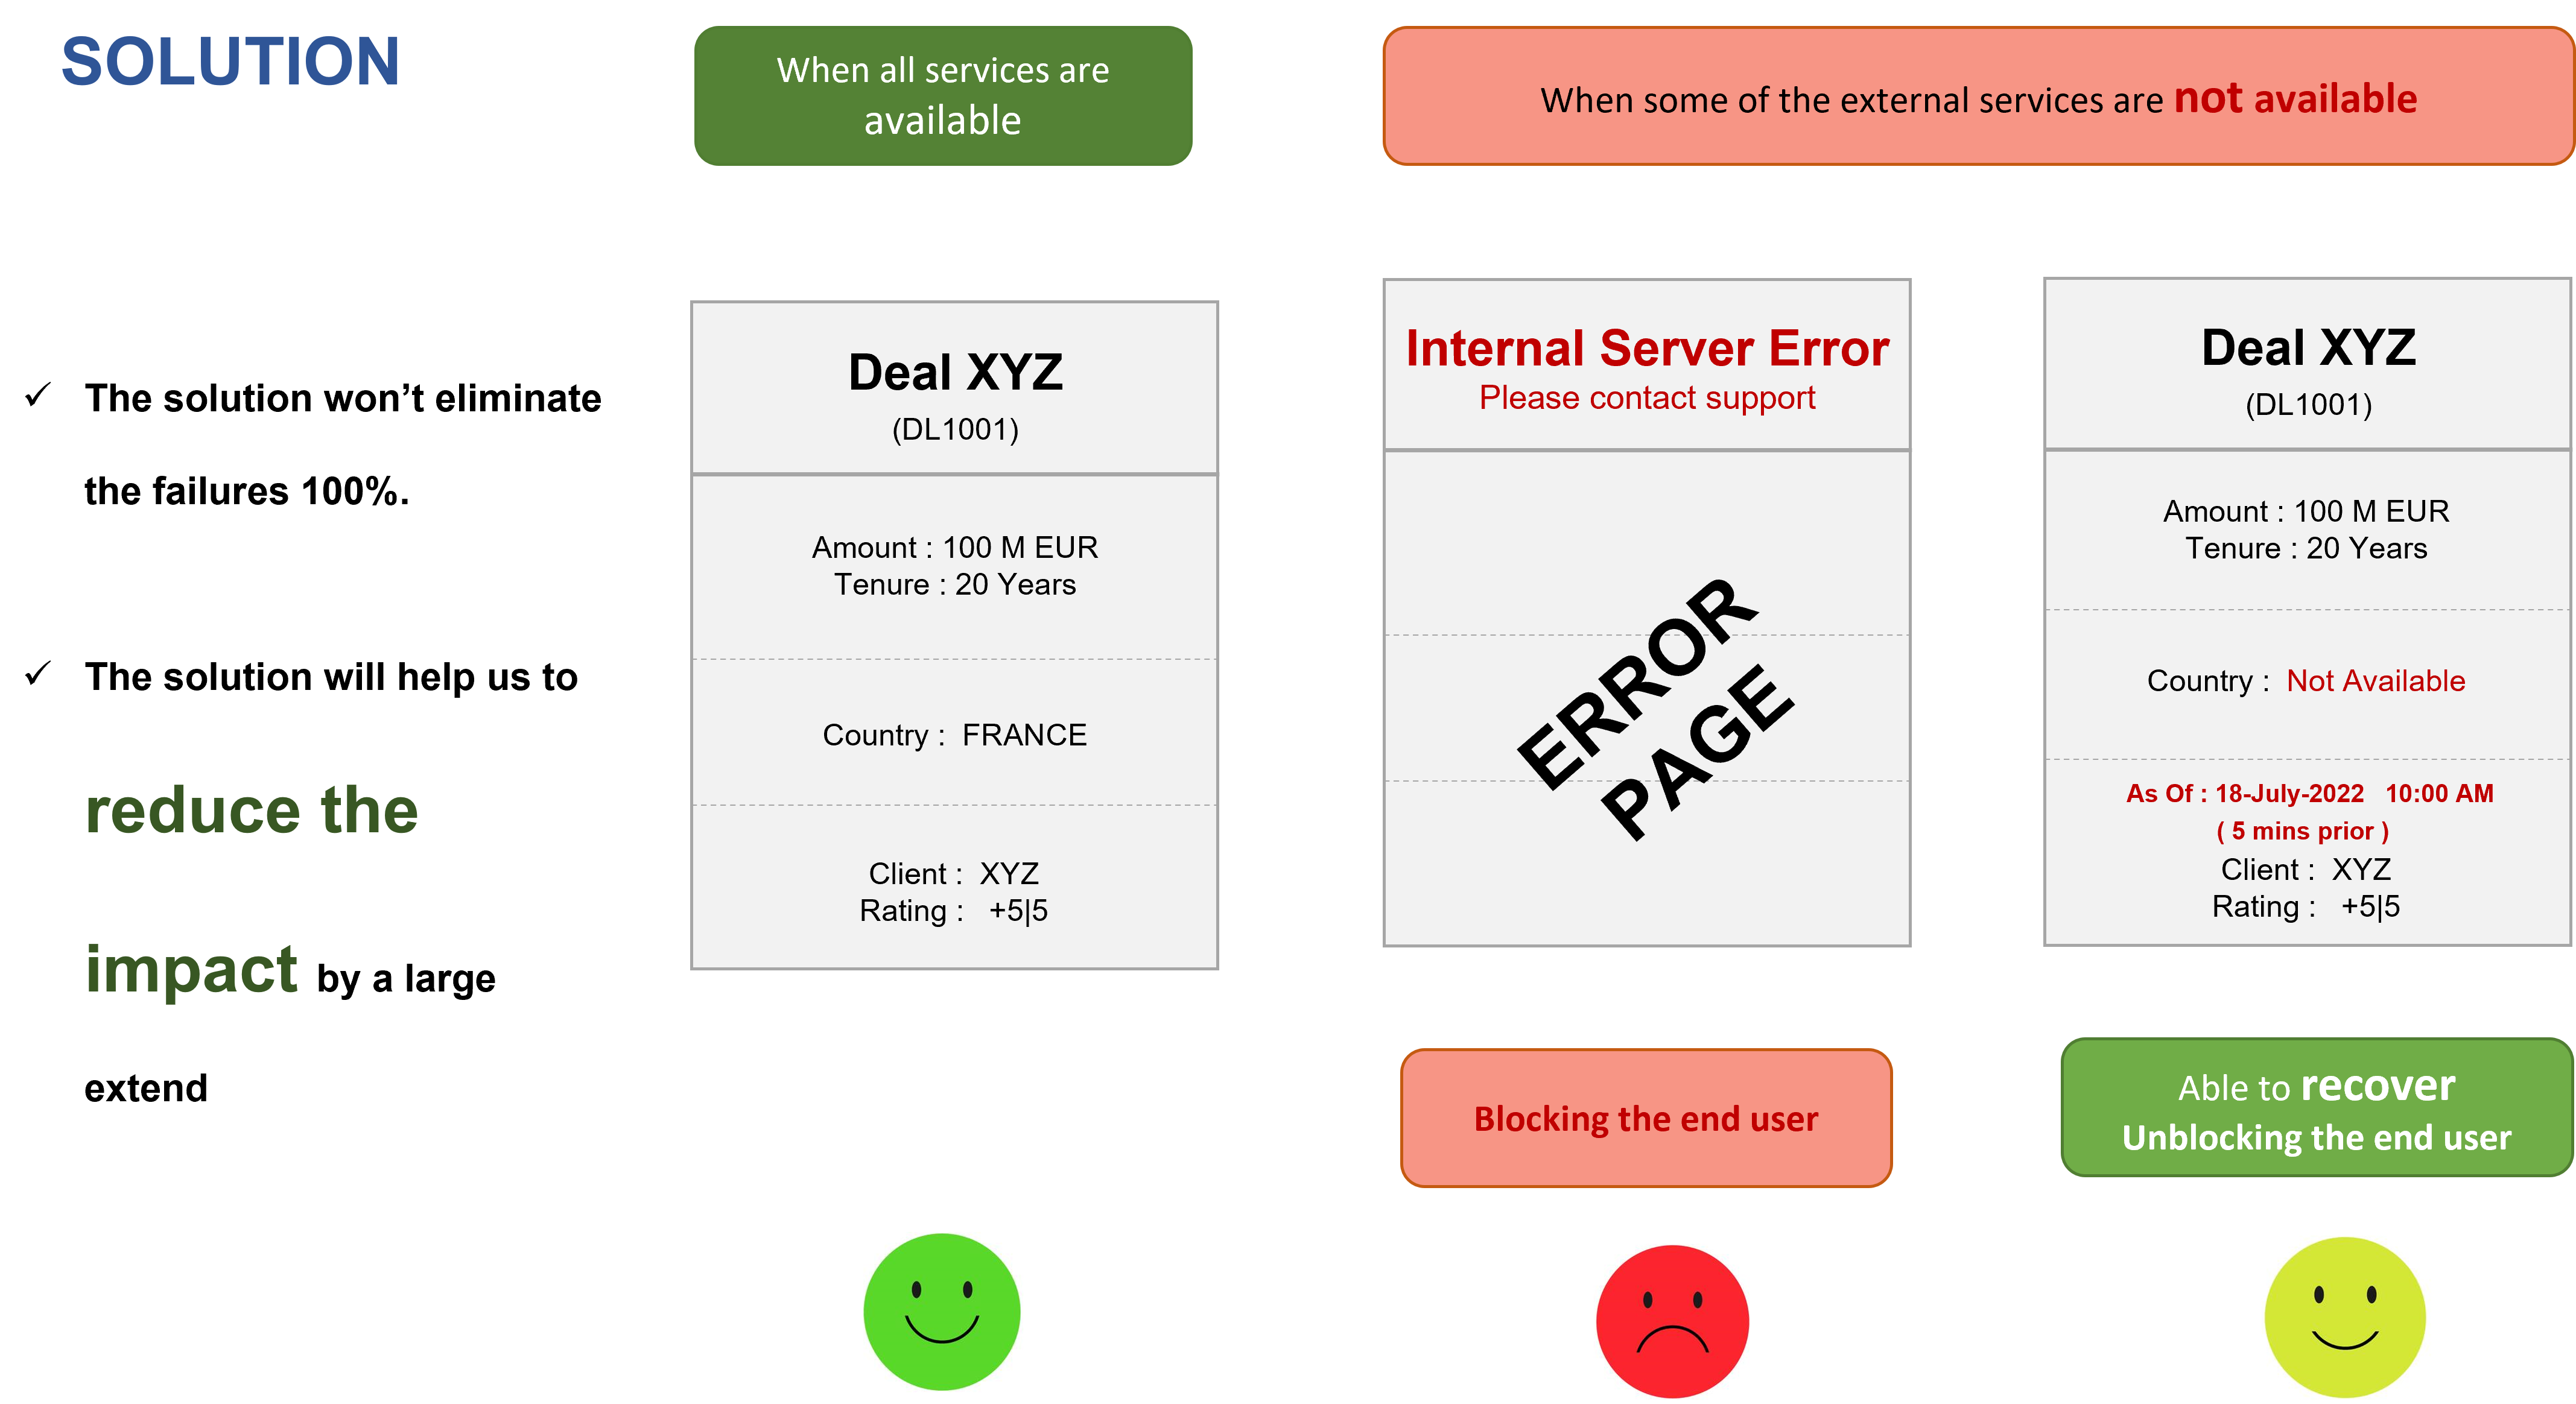 SOLUTION
When all services are
available
When some of the external services are not available
✓ The solution won’t eliminate
the failures 100%.
✓ The solution will help us to
reduce the
impact by a large
extend
Deal XYZ
(DL1001)
Amount : 100 M EUR
Tenure : 20 Years
Country : FRANCE
Client : XYZ
Rating : +5|5
Internal Server Error
Please contact support
ERROR
PAGE
Blocking the end user
Deal XYZ
(DL1001)
Amount : 100 M EUR
Tenure : 20 Years
Country : Not Available
As Of : 18-July-2022 10:00 AM
( 5 mins prior )
Client : XYZ
Rating : +5|5
Able to recover
Unblocking the end user